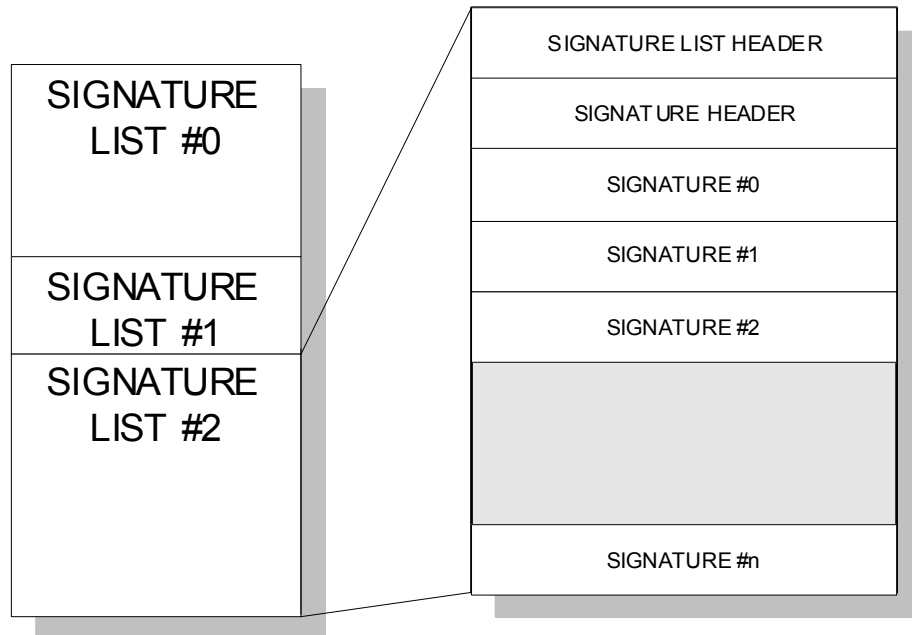 SIGNATURE
LIST #0
SIGNATURE
LIST #1
SIGNATURE
LIST #2
SIGNATURE LIST HEADER
SIGNATURE HEADER
SIGNATURE #0
SIGNATURE #1
SIGNATURE #2
SIGNATURE #n